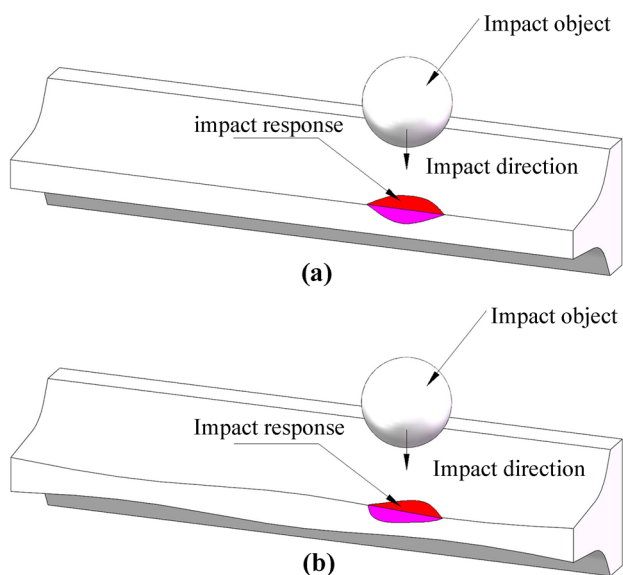 Impact object
impact response
Impact direction
(a)
Impact object
Impact response
Impact direction
(b)